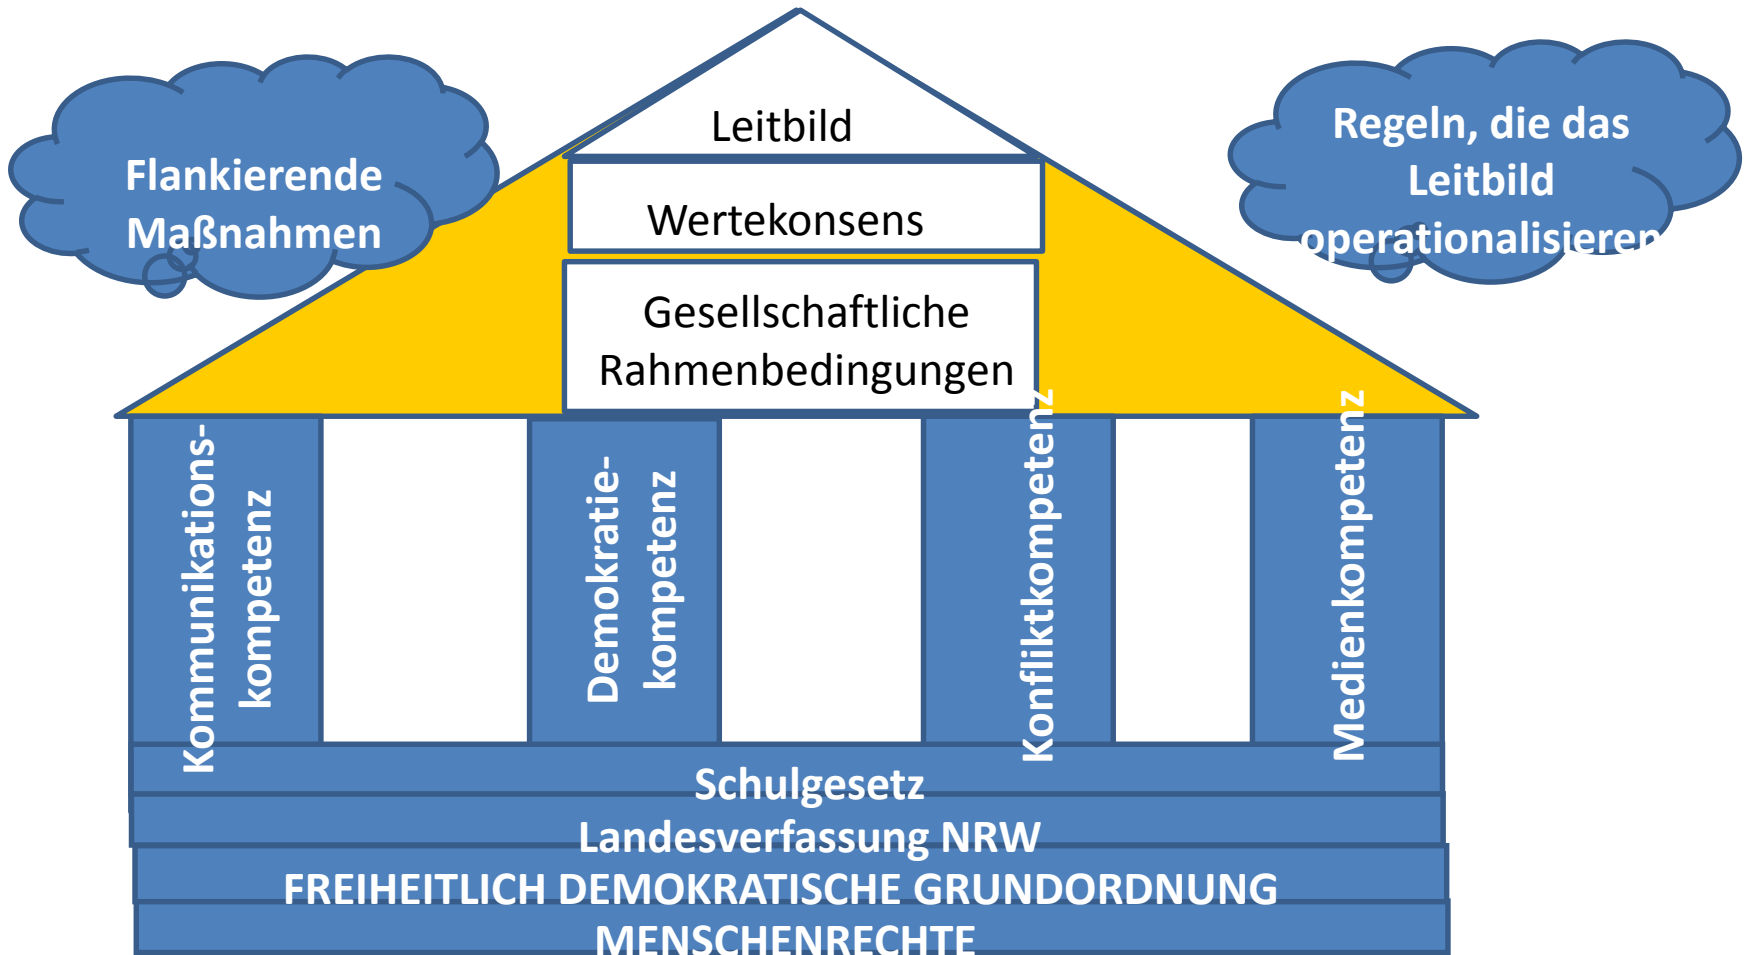 Leitbild
Flankierende
Maßnahmen
Regeln, die das
Leitbild
operationalisieren
Wertekonsens
Gesellschaftliche
Rahmenbedingungen
Kommunikations-
kompetenz
Demokratie-
kompetenz
Konfliktkompetenz
Medienkompetenz
Schulgesetz
Landesverfassung NRW
FREIHEITLICH DEMOKRATISCHE GRUNDORDNUNG
MENSCHENRECHTE